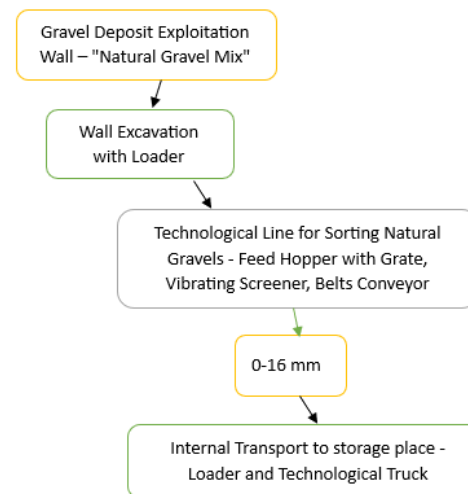 Gravel Deposit Exploitation
Wall – "Natural Gravel Mix"
Wall Excavation
with Loader
Technological Line for Sorting Natural
Gravels - Feed Hopper with Grate,
Vibrating Screener, Belts Conveyor
0-16 mm
Internal Transport to storage place -
Loader and Technological Truck